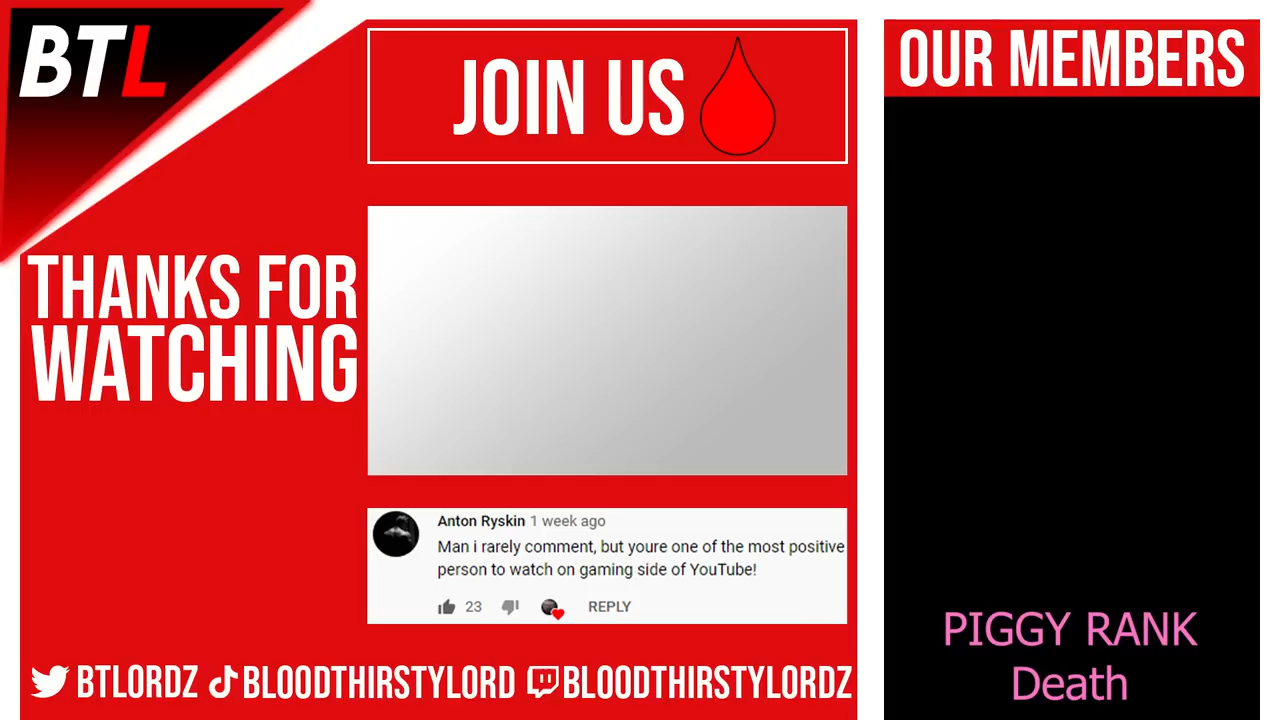 BTL
JOIN US
THANKS FOR
WATCHING
Anton Ryskin 1 week ago
Man i rarely comment, but youre one of the most positive
person to watch on gaming side of YouTube!
23 REPLY
BTLORDZ BLOODTHIRSTYLORD BLOODTHIRSTYLORDZ
OUR MEMBERS
PIGGY RANK
Death